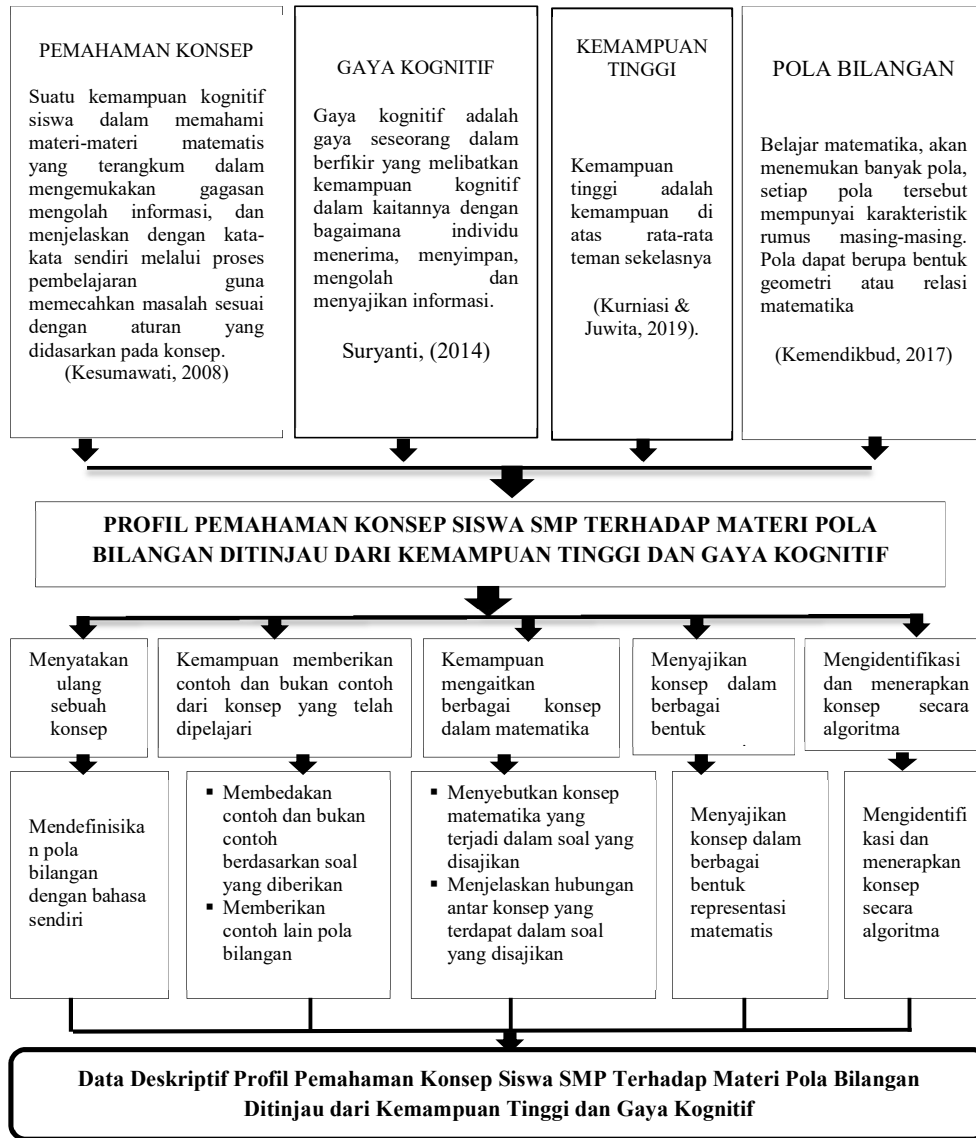 PEMAHAMAN KONSEP
Suatu kemampuan kognitif
siswa dalam memahami
materi-materi matematis
yang terangkum dalam
mengemukakan gagasan
mengolah informasi, dan
menjelaskan dengan kata-
kata sendiri melalui proses
pembelajaran guna
memecahkan masalah sesuai
dengan aturan yang
didasarkan pada konsep.
(Kesumawati, 2008)
GAYA KOGNITIF
Gaya kognitif adalah
gaya seseorang dalam
berfikir yang melibatkan
kemampuan kognitif
dalam kaitannya dengan
bagaimana individu
menerima, menyimpan,
mengolah dan
menyajikan informasi.
Suryanti, (2014)
KEMAMPUAN
TINGGI
Kemampuan
tinggi adalah
kemampuan di
atas rata-rata
teman sekelasnya
(Kurniasi &
Juwita, 2019).
POLA BILANGAN
Belajar matematika, akan
menemukan banyak pola,
setiap pola tersebut
mempunyai karakteristik
rumus masing-masing.
Pola dapat berupa bentuk
geometri atau relasi
matematika
(Kemendikbud, 2017)
PROFIL PEMAHAMAN KONSEP SISWA SMP TERHADAP MATERI POLA
BILANGAN DITINJAU DARI KEMAMPUAN TINGGI DAN GAYA KOGNITIF
Menyatakan
ulang
sebuah
konsep
Kemampuan memberikan
contoh dan bukan contoh
dari konsep yang telah
dipelajari
Kemampuan
mengaitkan
berbagai konsep
dalam matematika
Menyajikan
konsep dalam
berbagai
bentuk
Mengidentifikasi
dan menerapkan
konsep secara
algoritma
Mendefinisika
n pola
bilangan
dengan bahasa
sendiri
▪ Membedakan
contoh dan bukan
contoh
berdasarkan soal
yang diberikan
▪ Memberikan
contoh lain pola
bilangan
▪ Menyebutkan konsep
matematika yang
terjadi dalam soal yang
disajikan
▪ Menjelaskan hubungan
antar konsep yang
terdapat dalam soal
yang disajikan
Menyajikan
konsep dalam
berbagai
bentuk
representasi
matematis
Mengidentifi
kasi dan
menerapkan
konsep
secara
algoritma
Data Deskriptif Profil Pemahaman Konsep Siswa SMP Terhadap Materi Pola Bilangan
Ditinjau dari Kemampuan Tinggi dan Gaya Kognitif